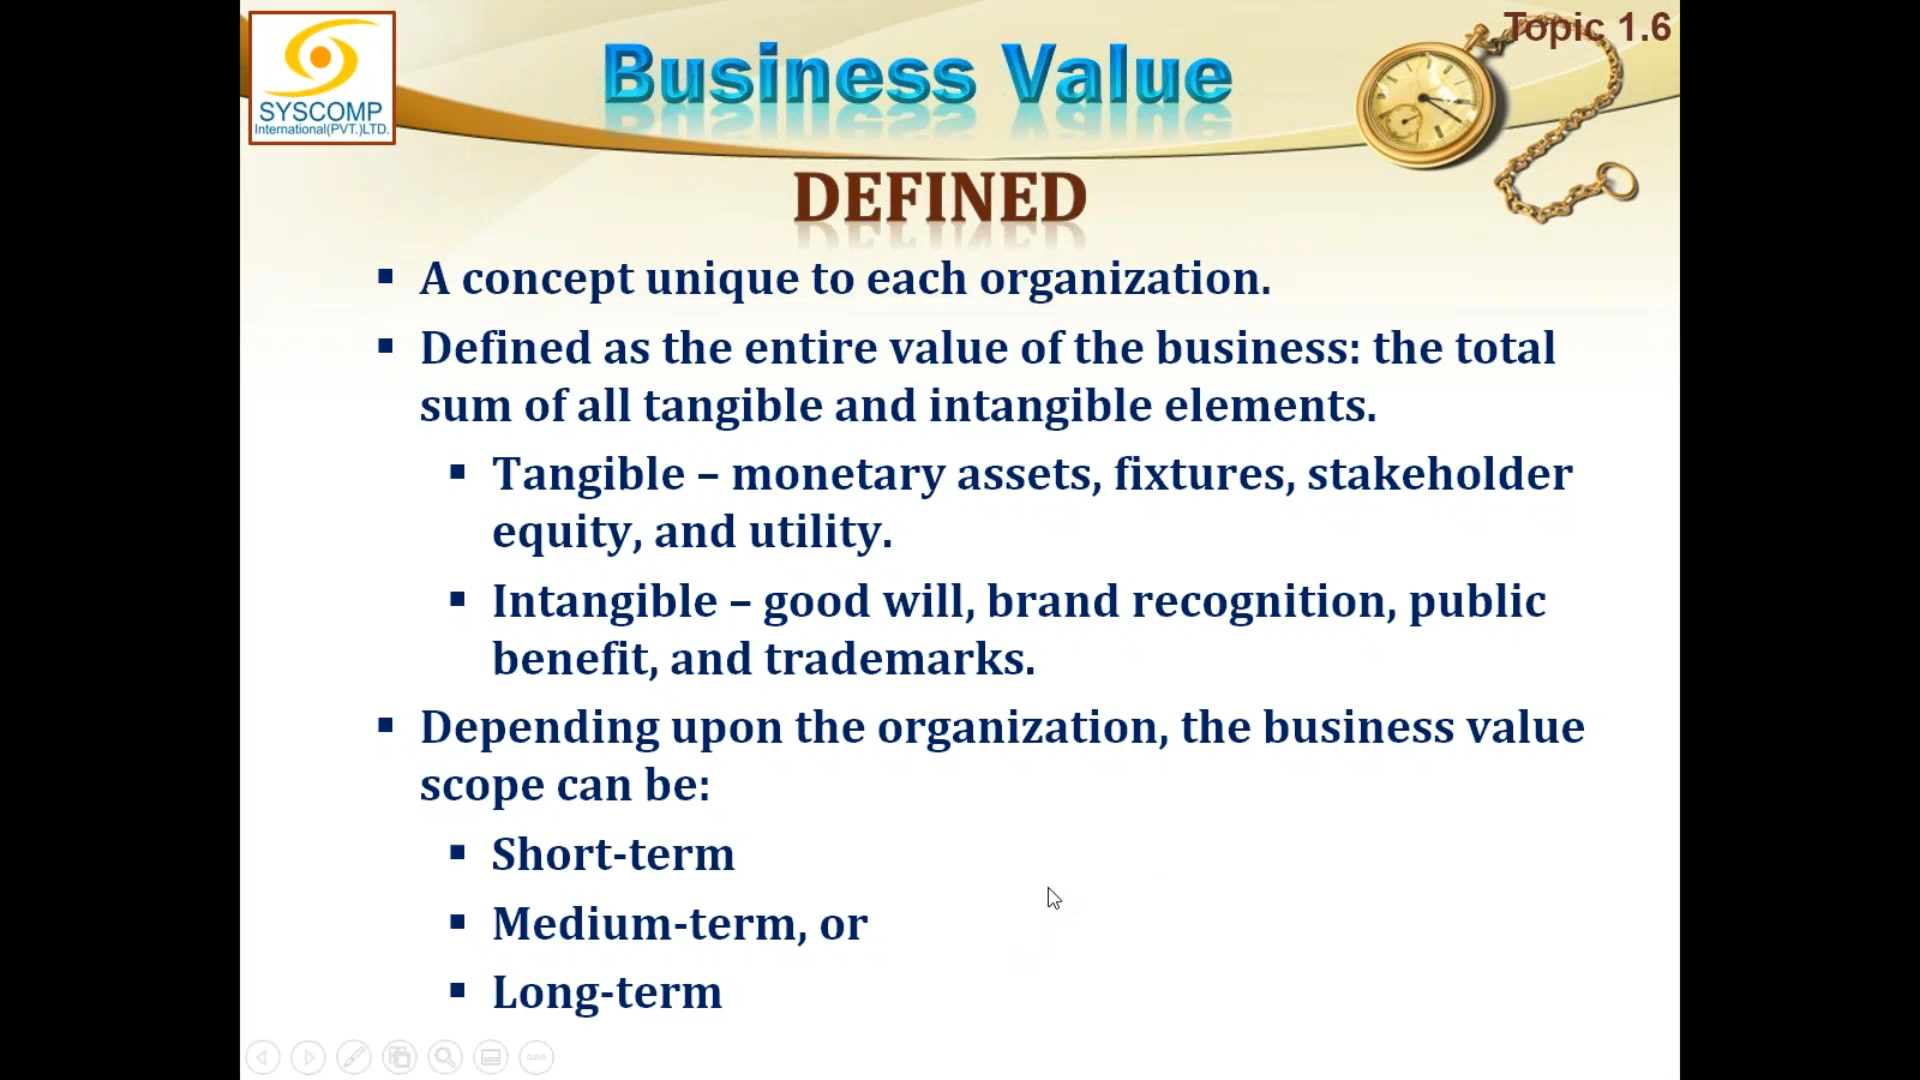 Topic 1.6
SYSCOMP
International(PVT.)LTD.
Business Value
DEFINED
▪ A concept unique to each organization.
▪ Defined as the entire value of the business: the total
sum of all tangible and intangible elements.
▪ Tangible – monetary assets, fixtures, stakeholder
equity, and utility.
▪ Intangible – good will, brand recognition, public
benefit, and trademarks.
▪ Depending upon the organization, the business value
scope can be:
▪ Short-term
▪ Medium-term, or
▪ Long-term